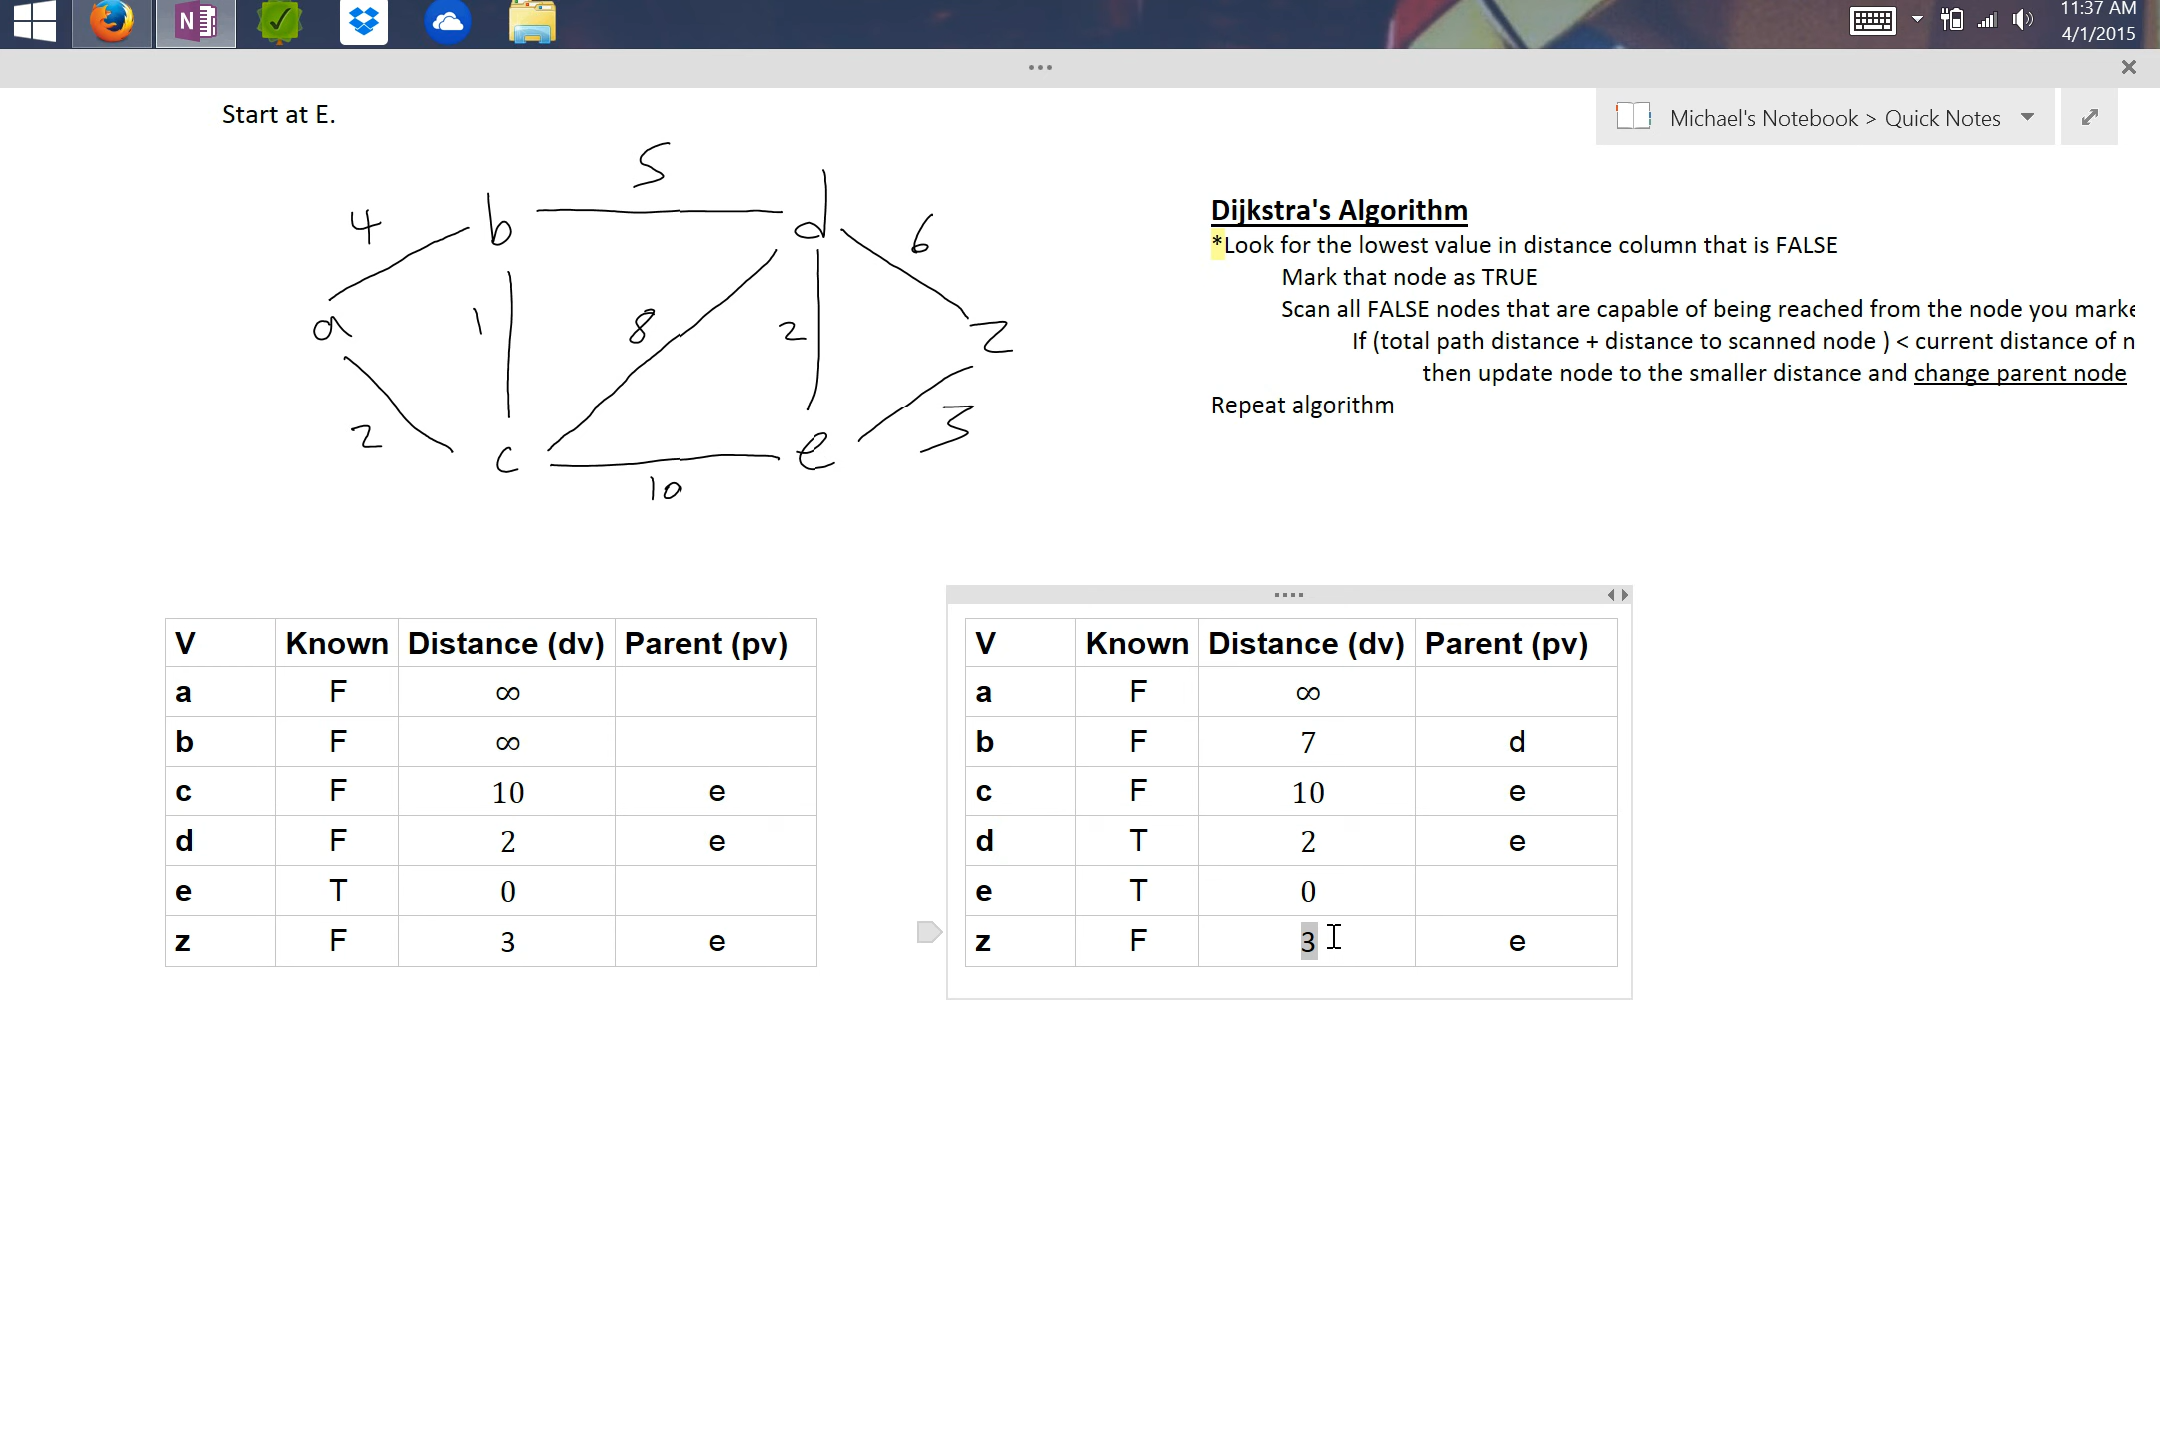 11:37 AM
4/1/2015
Start at E.
Michael's Notebook > Quick Notes
5
4
b
d
6
a
1
8
2
z
2
c
e
3
10
Dijkstra's Algorithm
*Look for the lowest value in distance column that is FALSE
Mark that node as TRUE
Scan all FALSE nodes that are capable of being reached from the node you marke
If (total path distance + distance to scanned node ) < current distance of n
then update node to the smaller distance and change parent node
Repeat algorithm
V Known Distance (dv) Parent (pv)
a F ∞
b F ∞
c F 10 e
d F 2 e
e T 0
z F 3 e
V Known Distance (dv) Parent (pv)
a F ∞
b F 7 d
c F 10 e
d T 2 e
e T 0
z F 3 e